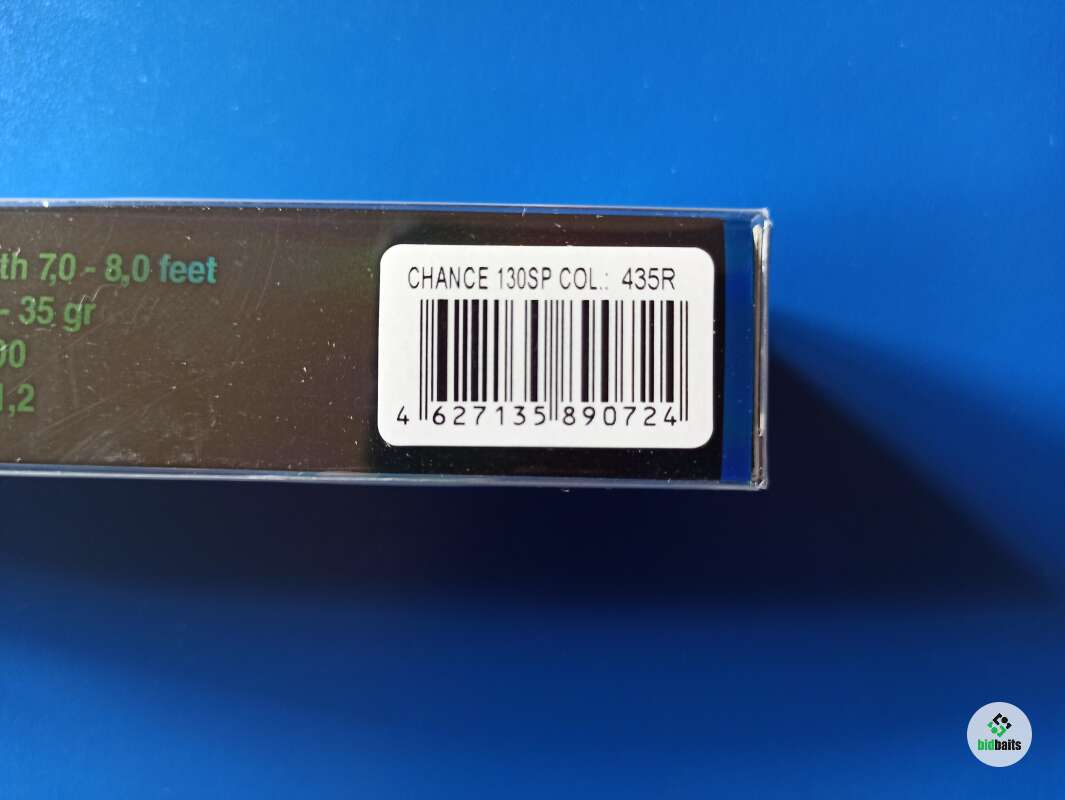 th 7,0 - 8,0 feet
- 35 gr
00
1,2
CHANCE 130SP COL.: 435R
4 627135 890724
bidbaits